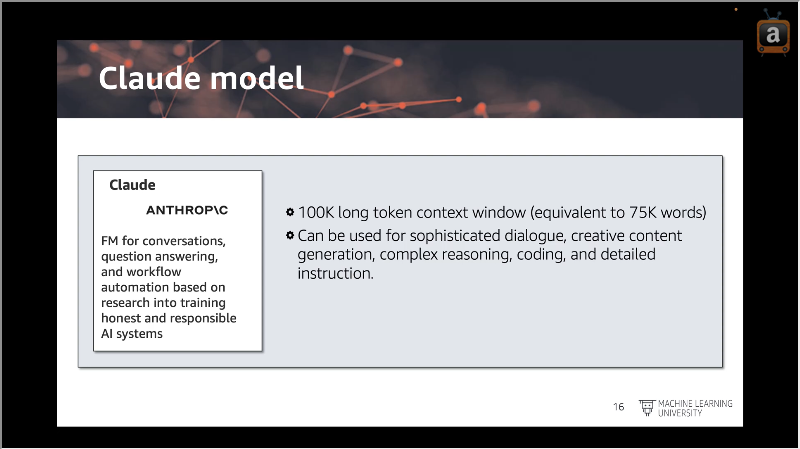 a
Claude model
Claude
ANTHROP\C
FM for conversations,
question answering,
and workflow
automation based on
research into training
honest and responsible
AI systems
100K long token context window (equivalent to 75K words)
Can be used for sophisticated dialogue, creative content
generation, complex reasoning, coding, and detailed
instruction.
16
MACHINE LEARNING
UNIVERSITY